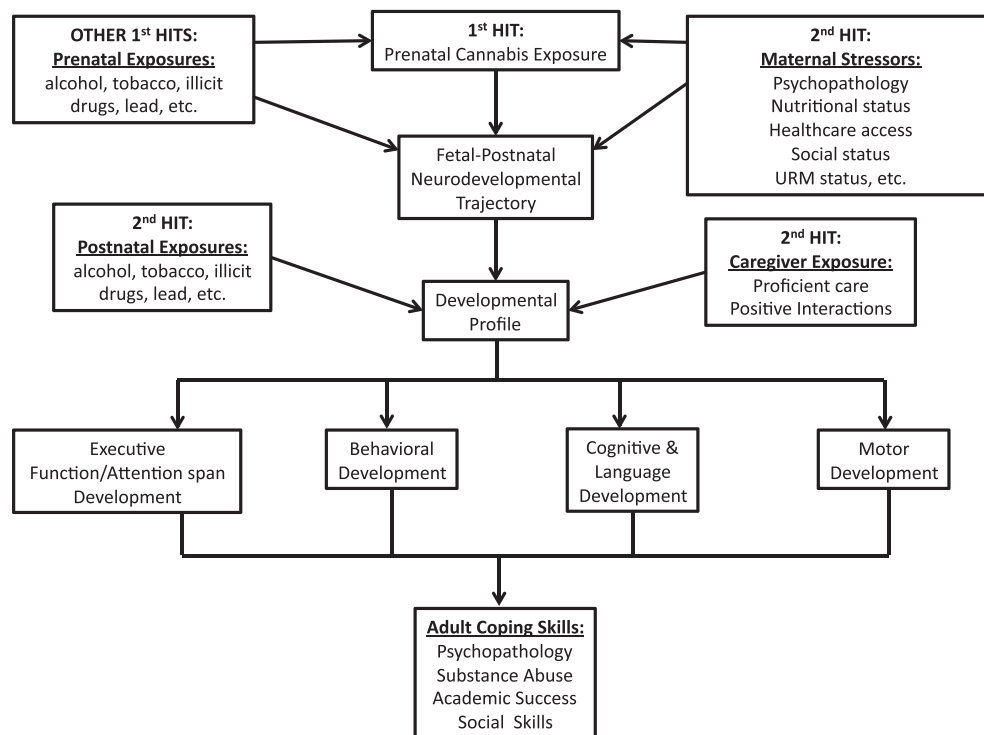 OTHER 1st HITS:
Prenatal Exposures:
alcohol, tobacco, illicit
drugs, lead, etc.
1st HIT:
Prenatal Cannabis Exposure
2nd HIT:
Maternal Stressors:
Psychopathology
Nutritional status
Healthcare access
Social status
URM status, etc.
Fetal-Postnatal
Neurodevelopmental
Trajectory
2nd HIT:
Postnatal Exposures:
alcohol, tobacco, illicit
drugs, lead, etc.
2nd HIT:
Caregiver Exposure:
Proficient care
Positive Interactions
Developmental
Profile
Executive
Function/Attention span
Development
Behavioral
Development
Cognitive &
Language
Development
Motor
Development
Adult Coping Skills:
Psychopathology
Substance Abuse
Academic Success
Social Skills